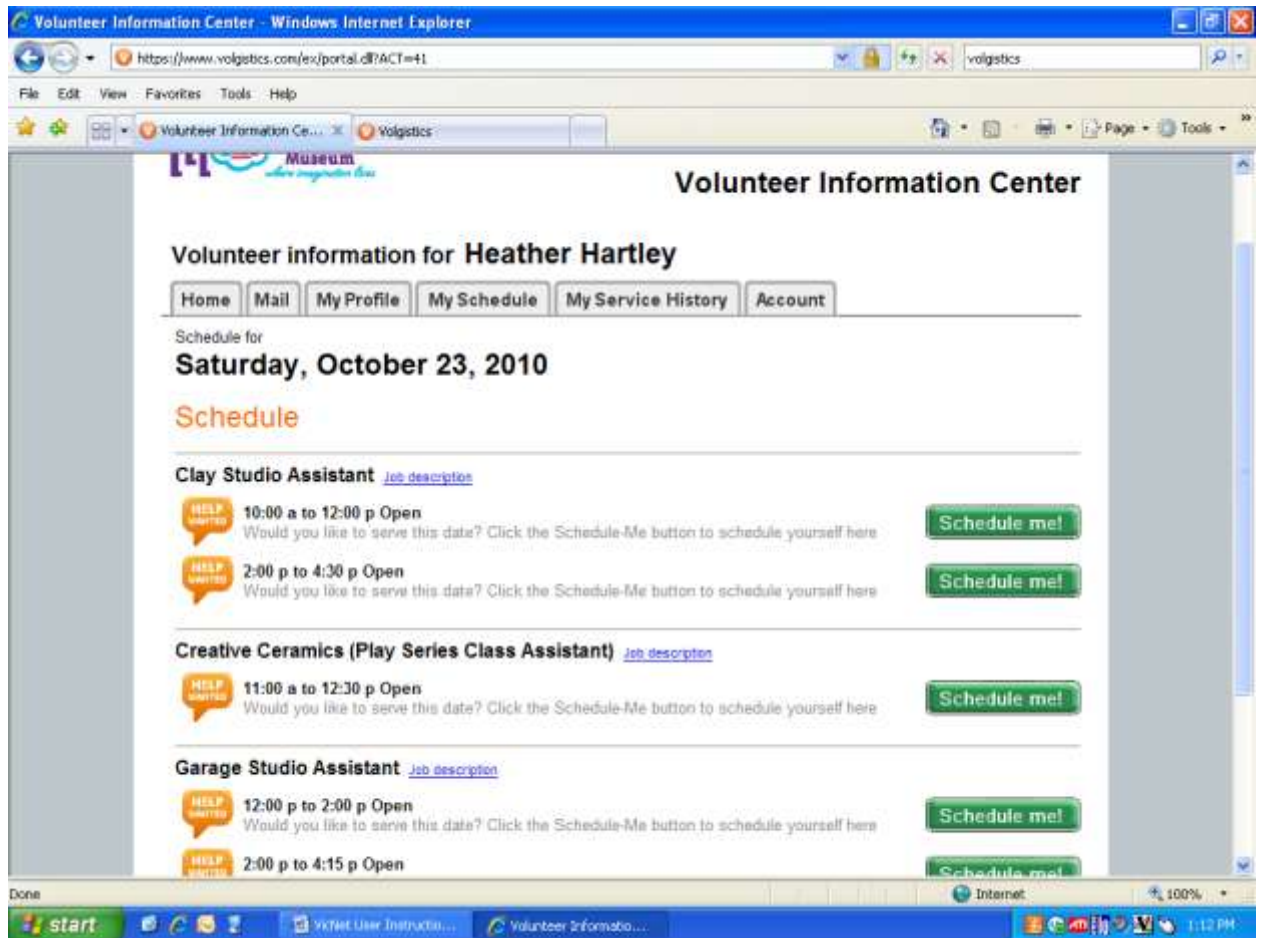 Volunteer Information Center - Windows Internet Explorer
https://www.volgistics.com/ex/portal.dll?ACT=41
volgistics
File Edit View Favorites Tools Help
Volunteer Information Ce... Volgistics
Page Tools
Museum
where imagination lives
Volunteer Information Center
Volunteer information for Heather Hartley
Home Mail My Profile My Schedule My Service History Account
Schedule for
Saturday, October 23, 2010
Schedule
Clay Studio Assistant Job description
HELP WANTED
10:00 a to 12:00 p Open
Would you like to serve this date? Click the Schedule-Me button to schedule yourself here
Schedule me!
HELP WANTED
2:00 p to 4:30 p Open
Would you like to serve this date? Click the Schedule-Me button to schedule yourself here
Schedule me!
Creative Ceramics (Play Series Class Assistant) Job description
HELP WANTED
11:00 a to 12:30 p Open
Would you like to serve this date? Click the Schedule-Me button to schedule yourself here
Schedule me!
Garage Studio Assistant Job description
HELP WANTED
12:00 p to 2:00 p Open
Would you like to serve this date? Click the Schedule-Me button to schedule yourself here
Schedule me!
HELP
2:00 p to 4:15 p Open
Schedule me!
Done Internet 100%
start VicNet User Instructio... Volunteer Informatio... 1:12 PM